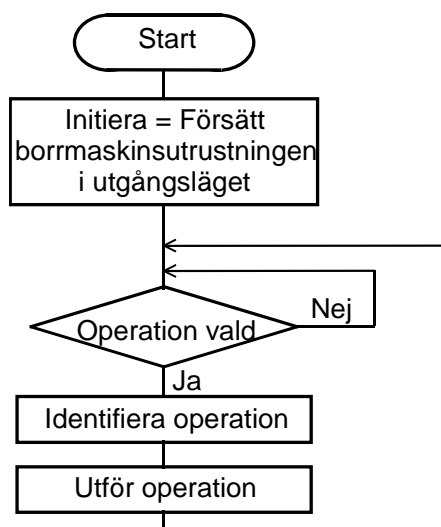 Start
Initiera = Försätt
borrmaskinsutrustningen
i utgångsläget
Nej
Operation vald
Ja
Identifiera operation
Utför operation